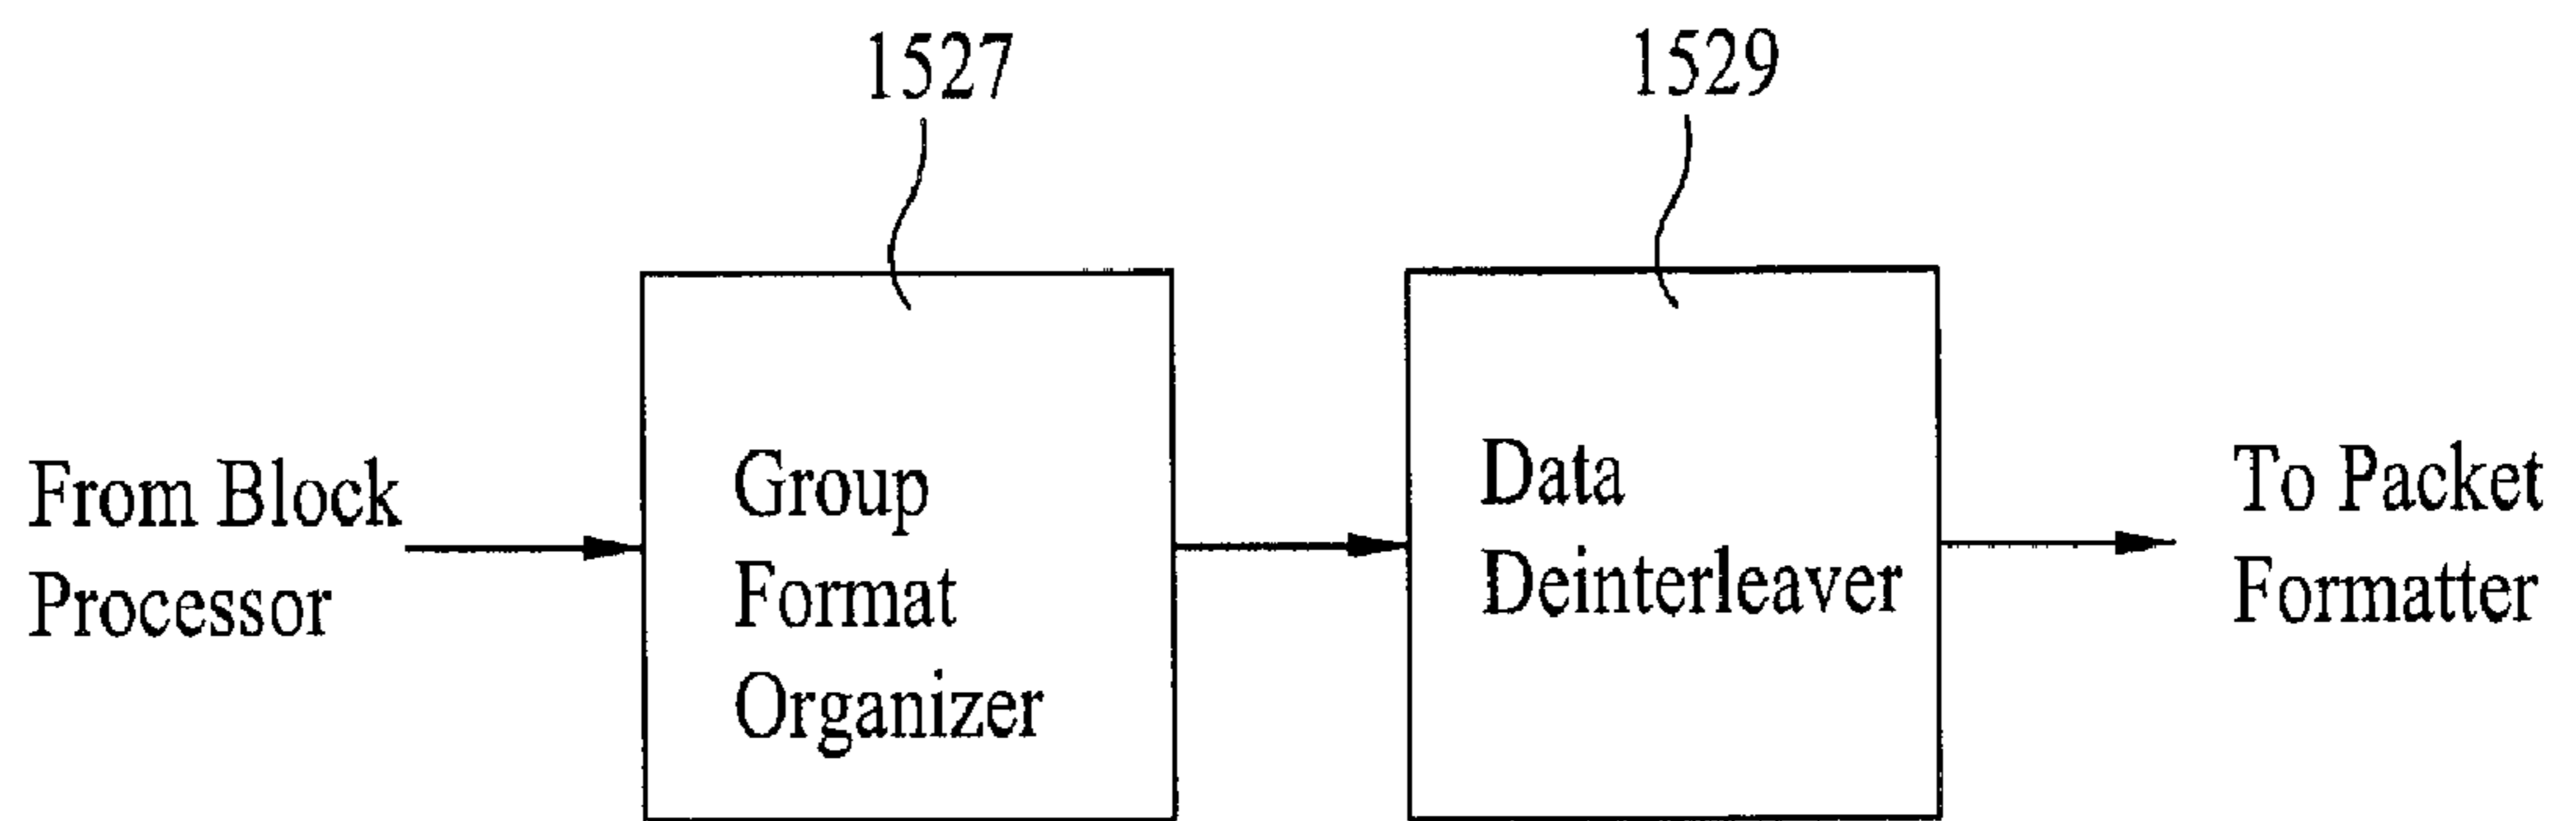 1527
1529
From Block
Processor
Group
Format
Organizer
Data
Deinterleaver
To Packet
Formatter